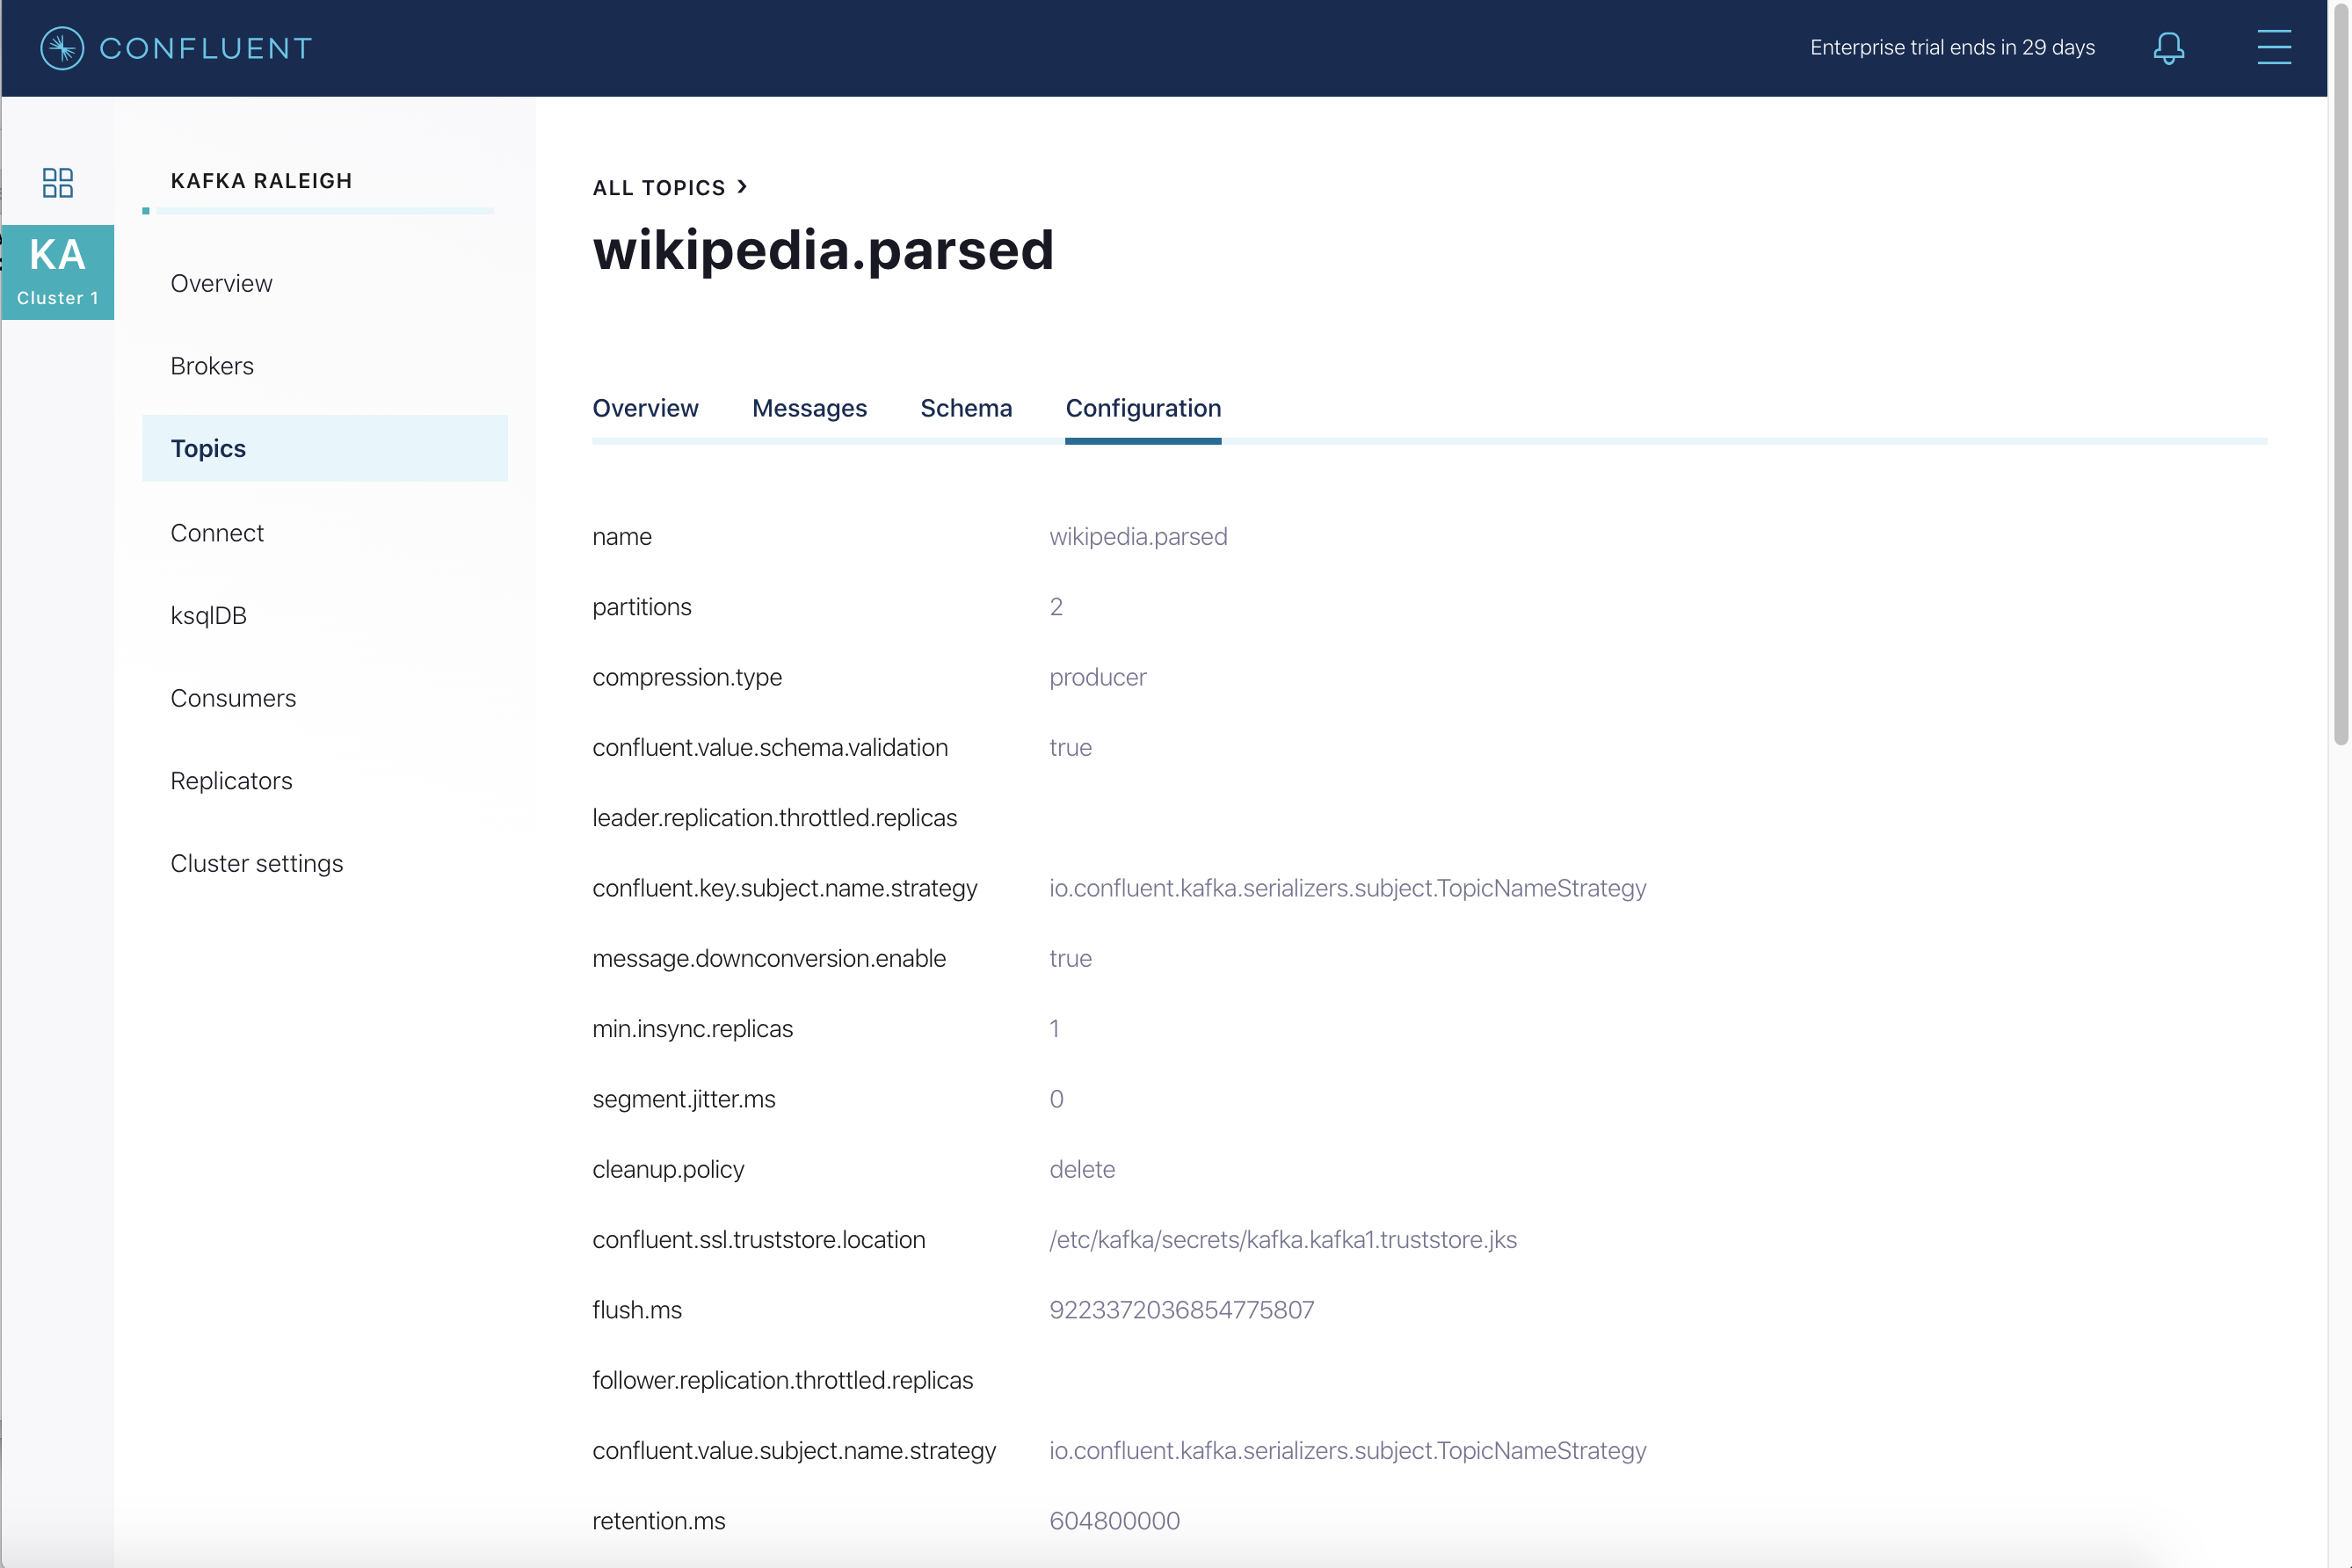 CONFLUENT
Enterprise trial ends in 29 days
KA
Cluster 1
KAFKA RALEIGH
Overview
Brokers
Topics
Connect
ksqlDB
Consumers
Replicators
Cluster settings
ALL TOPICS >
wikipedia.parsed
Overview Messages Schema Configuration
name wikipedia.parsed
partitions 2
compression.type producer
confluent.value.schema.validation true
leader.replication.throttled.replicas
confluent.key.subject.name.strategy io.confluent.kafka.serializers.subject.TopicNameStrategy
message.downconversion.enable true
min.insync.replicas 1
segment.jitter.ms 0
cleanup.policy delete
confluent.ssl.truststore.location /etc/kafka/secrets/kafka.kafka1.truststore.jks
flush.ms 9223372036854775807
follower.replication.throttled.replicas
confluent.value.subject.name.strategy io.confluent.kafka.serializers.subject.TopicNameStrategy
retention.ms 604800000